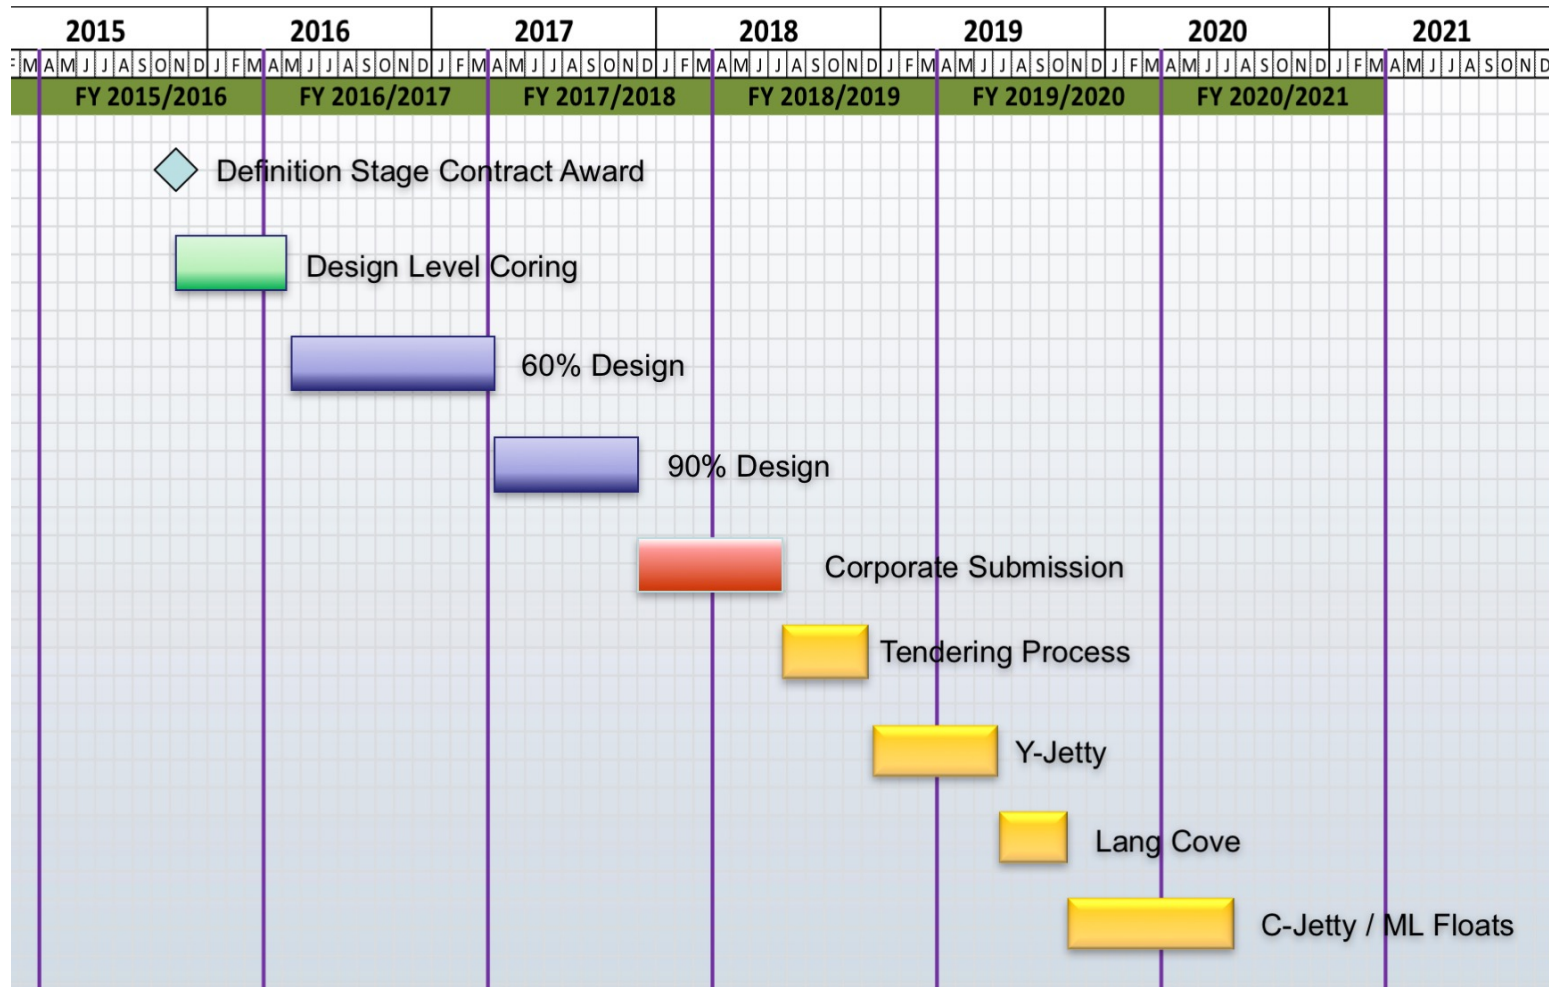 2015 2016 2017 2018 2019 2020 2021
M A M J J A S O N D J F M A M J J A S O N D J F M A M J J A S O N D J F M A M J J A S O N D J F M A M J J A S O N D J F M A M J J A S O N D J F M A M J J A S O N D
FY 2015/2016 FY 2016/2017 FY 2017/2018 FY 2018/2019 FY 2019/2020 FY 2020/2021
Definition Stage Contract Award
Design Level Coring
60% Design
90% Design
Corporate Submission
Tendering Process
Y-Jetty
Lang Cove
C-Jetty / ML Floats